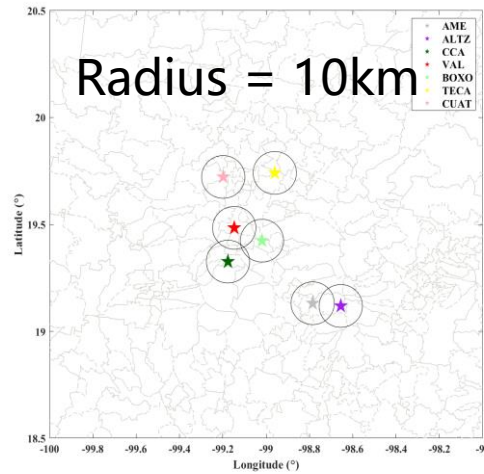 20.5
Radius = 10km
AME
ALTZ
CCA
VAL
BOXO
TECA
CUAT
20
19.5
19
18.5
Latitude (°)
-100 -99.8 -99.6 -99.4 -99.2 -99 -98.8 -98.6 -98.4 -98.2 -9
Longitude (°)